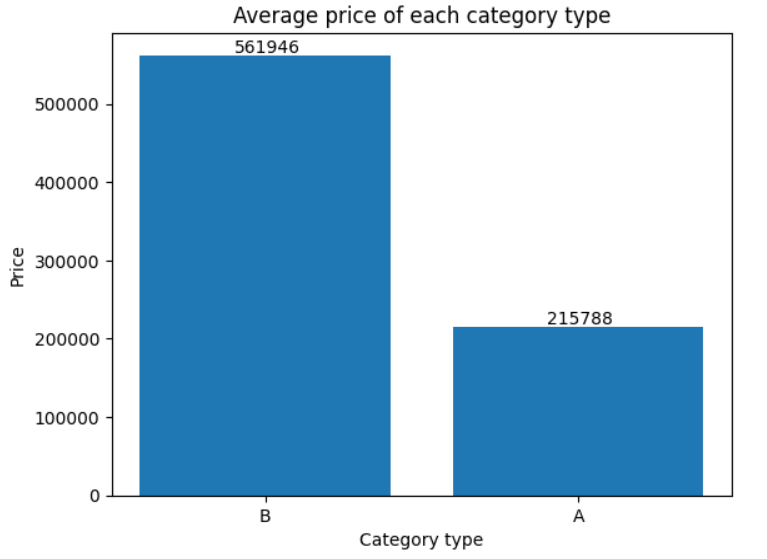 Average price of each category type
561946
215788
500000
400000
300000
200000
100000
0
Price
B
A
Category type